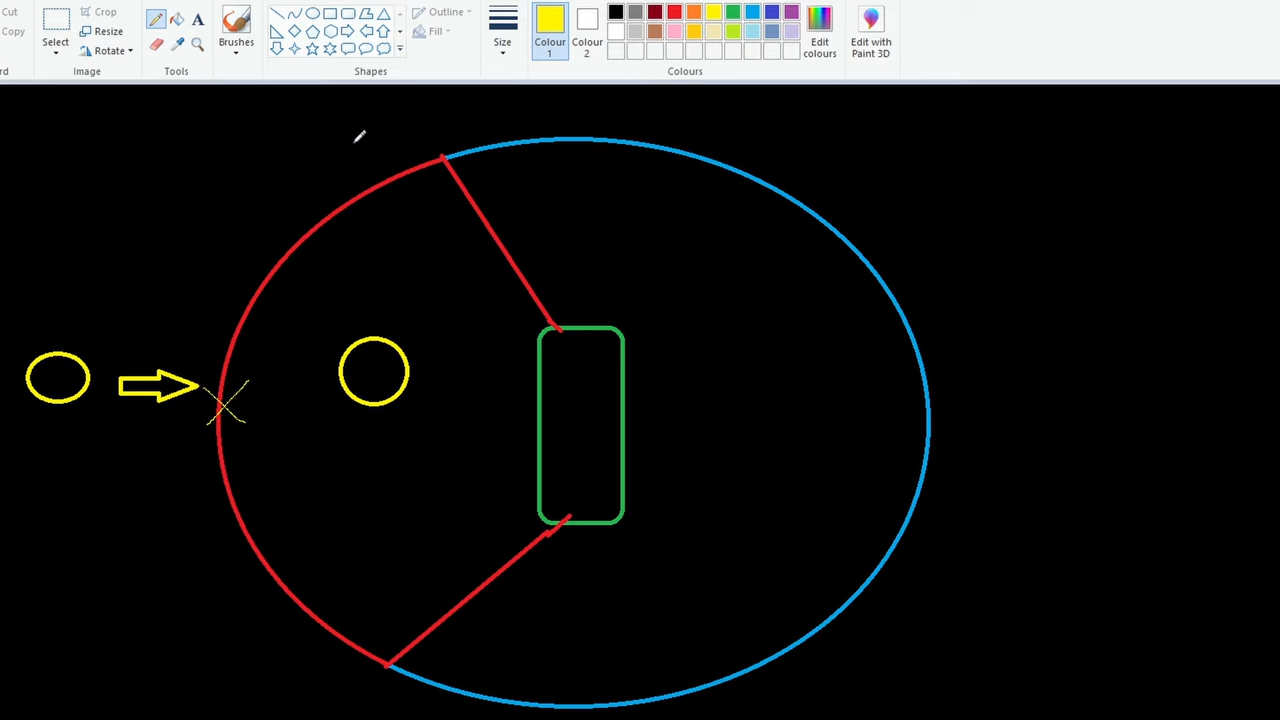 Cut
Copy
rd
Select
Crop
Resize
Rotate
Image
A
Tools
Brushes
Shapes
Outline
Fill
Size
Colour
1
Colour
2
Colours
Edit
colours
Edit with
Paint 3D